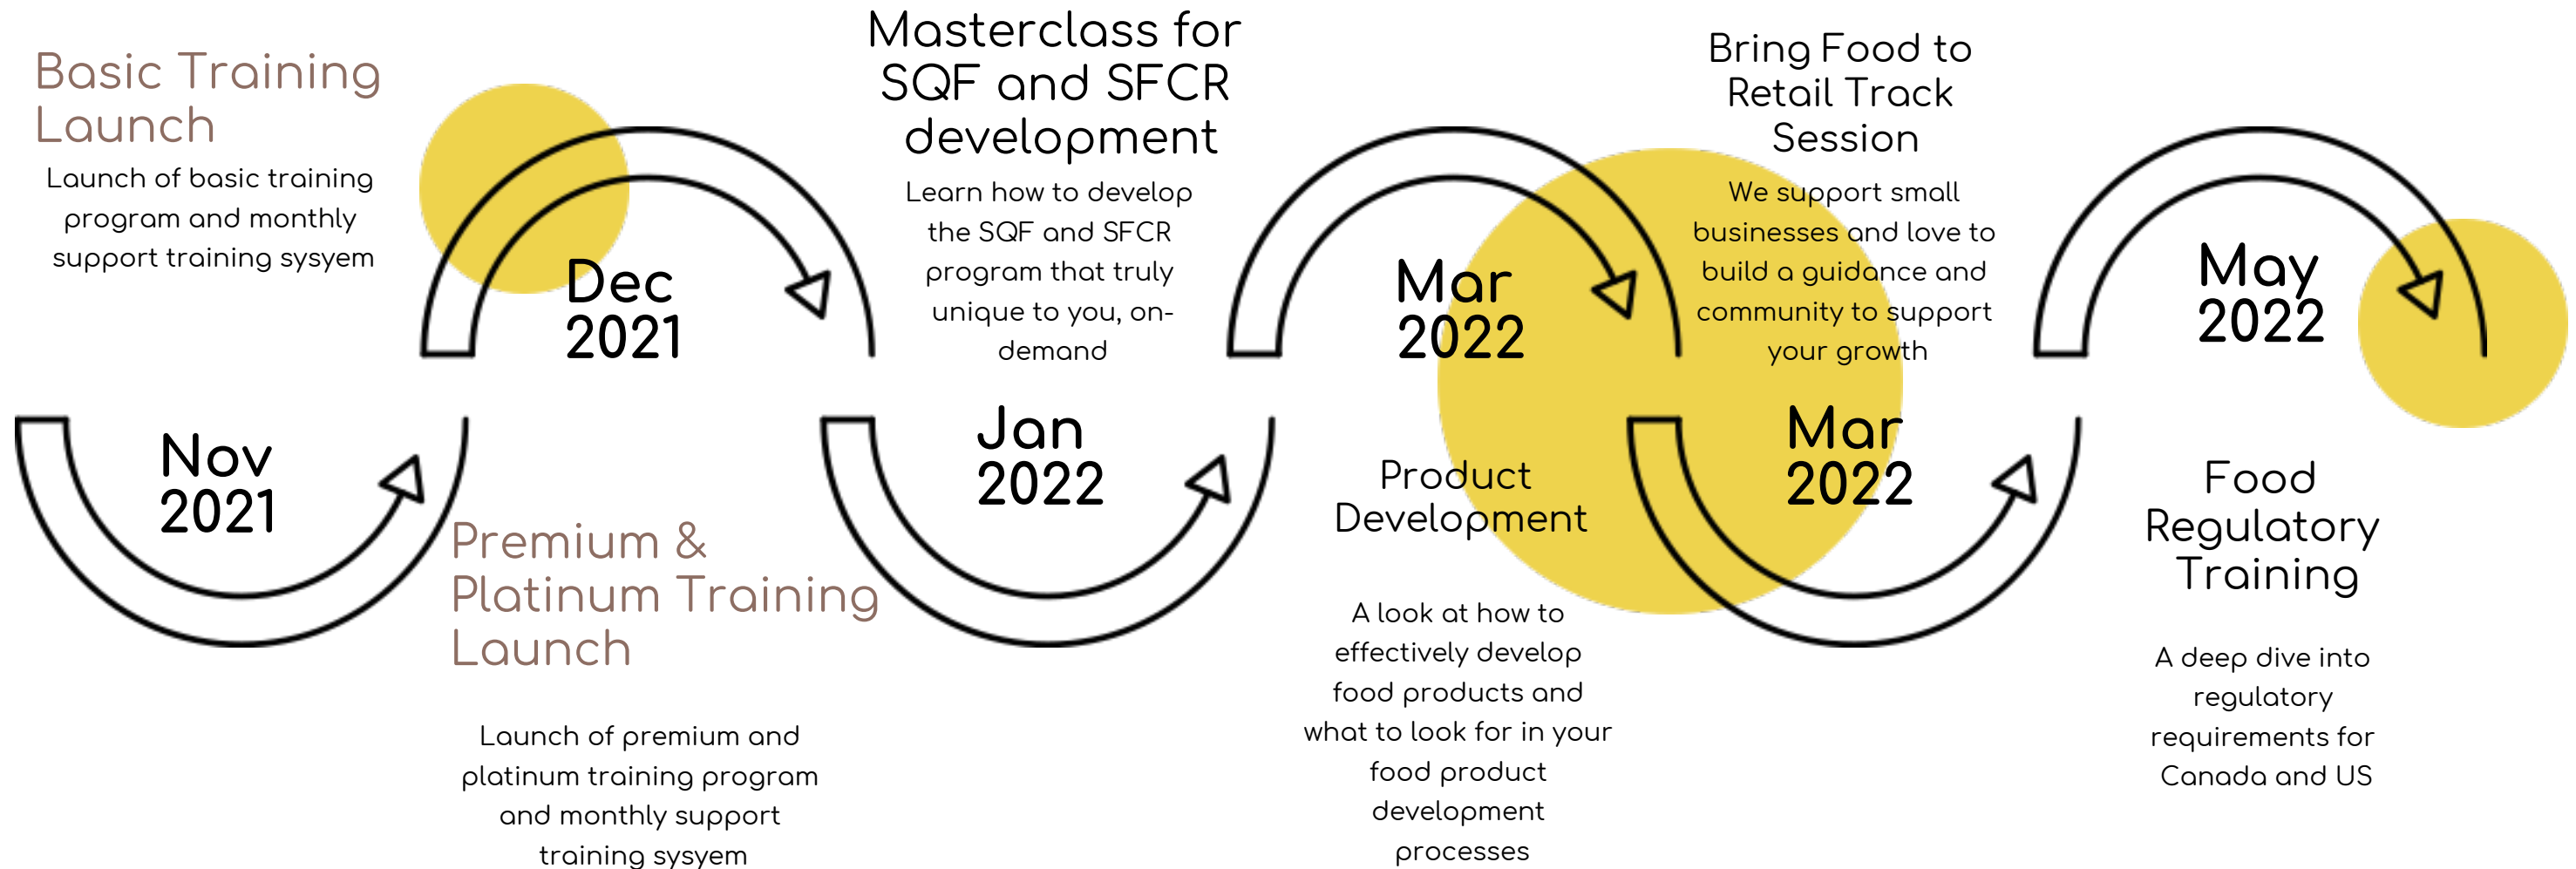 Basic Training
Launch
Launch of basic training
program and monthly
support training sysyem
Nov
2021
Dec
2021
Premium &
Platinum Training
Launch
Launch of premium and
platinum training program
and monthly support
training sysyem
Masterclass for
SQF and SFCR
development
Learn how to develop
the SQF and SFCR
program that truly
unique to you, on-
demand
Jan
2022
Mar
2022
Product
Development
A look at how to
effectively develop
food products and
what to look for in your
food product
development
processes
Bring Food to
Retail Track
Session
We support small
businesses and love to
build a guidance and
community to support
your growth
Mar
2022
May
2022
Food
Regulatory
Training
A deep dive into
regulatory
requirements for
Canada and US